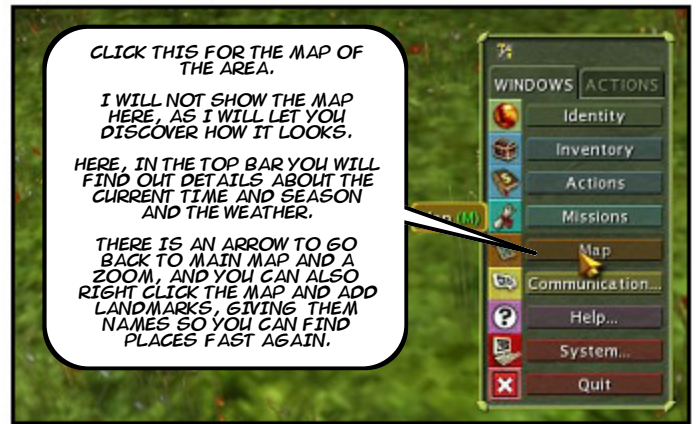 CLICK THIS FOR THE MAP OF
THE AREA.
I WILL NOT SHOW THE MAP
HERE, AS I WILL LET YOU
DISCOVER HOW IT LOOKS.
HERE, IN THE TOP BAR YOU WILL
FIND OUT DETAILS ABOUT THE
CURRENT TIME AND SEASON
AND THE WEATHER.
THERE IS AN ARROW TO GO
BACK TO MAIN MAP AND A
ZOOM, AND YOU CAN ALSO
RIGHT CLICK THE MAP AND ADD
LANDMARKS, GIVING THEM
NAMES SO YOU CAN FIND
PLACES FAST AGAIN.
WINDOWS ACTIONS
Identity
Inventory
Actions
Missions
(M)
Map
Communication...
Help...
System...
Quit